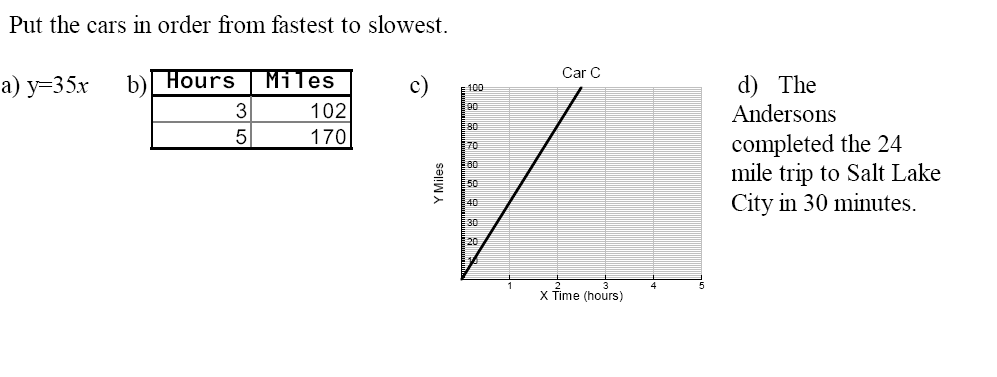 Put the cars in order from fastest to slowest.
a) y=35x
b)
Hours Miles
3 102
5 170
c)
Car C
100
90
80
70
60
50
40
30
20
10
Y Miles
1 2 3 4 5
X Time (hours)
d) The
Andersons
completed the 24
mile trip to Salt Lake
City in 30 minutes.